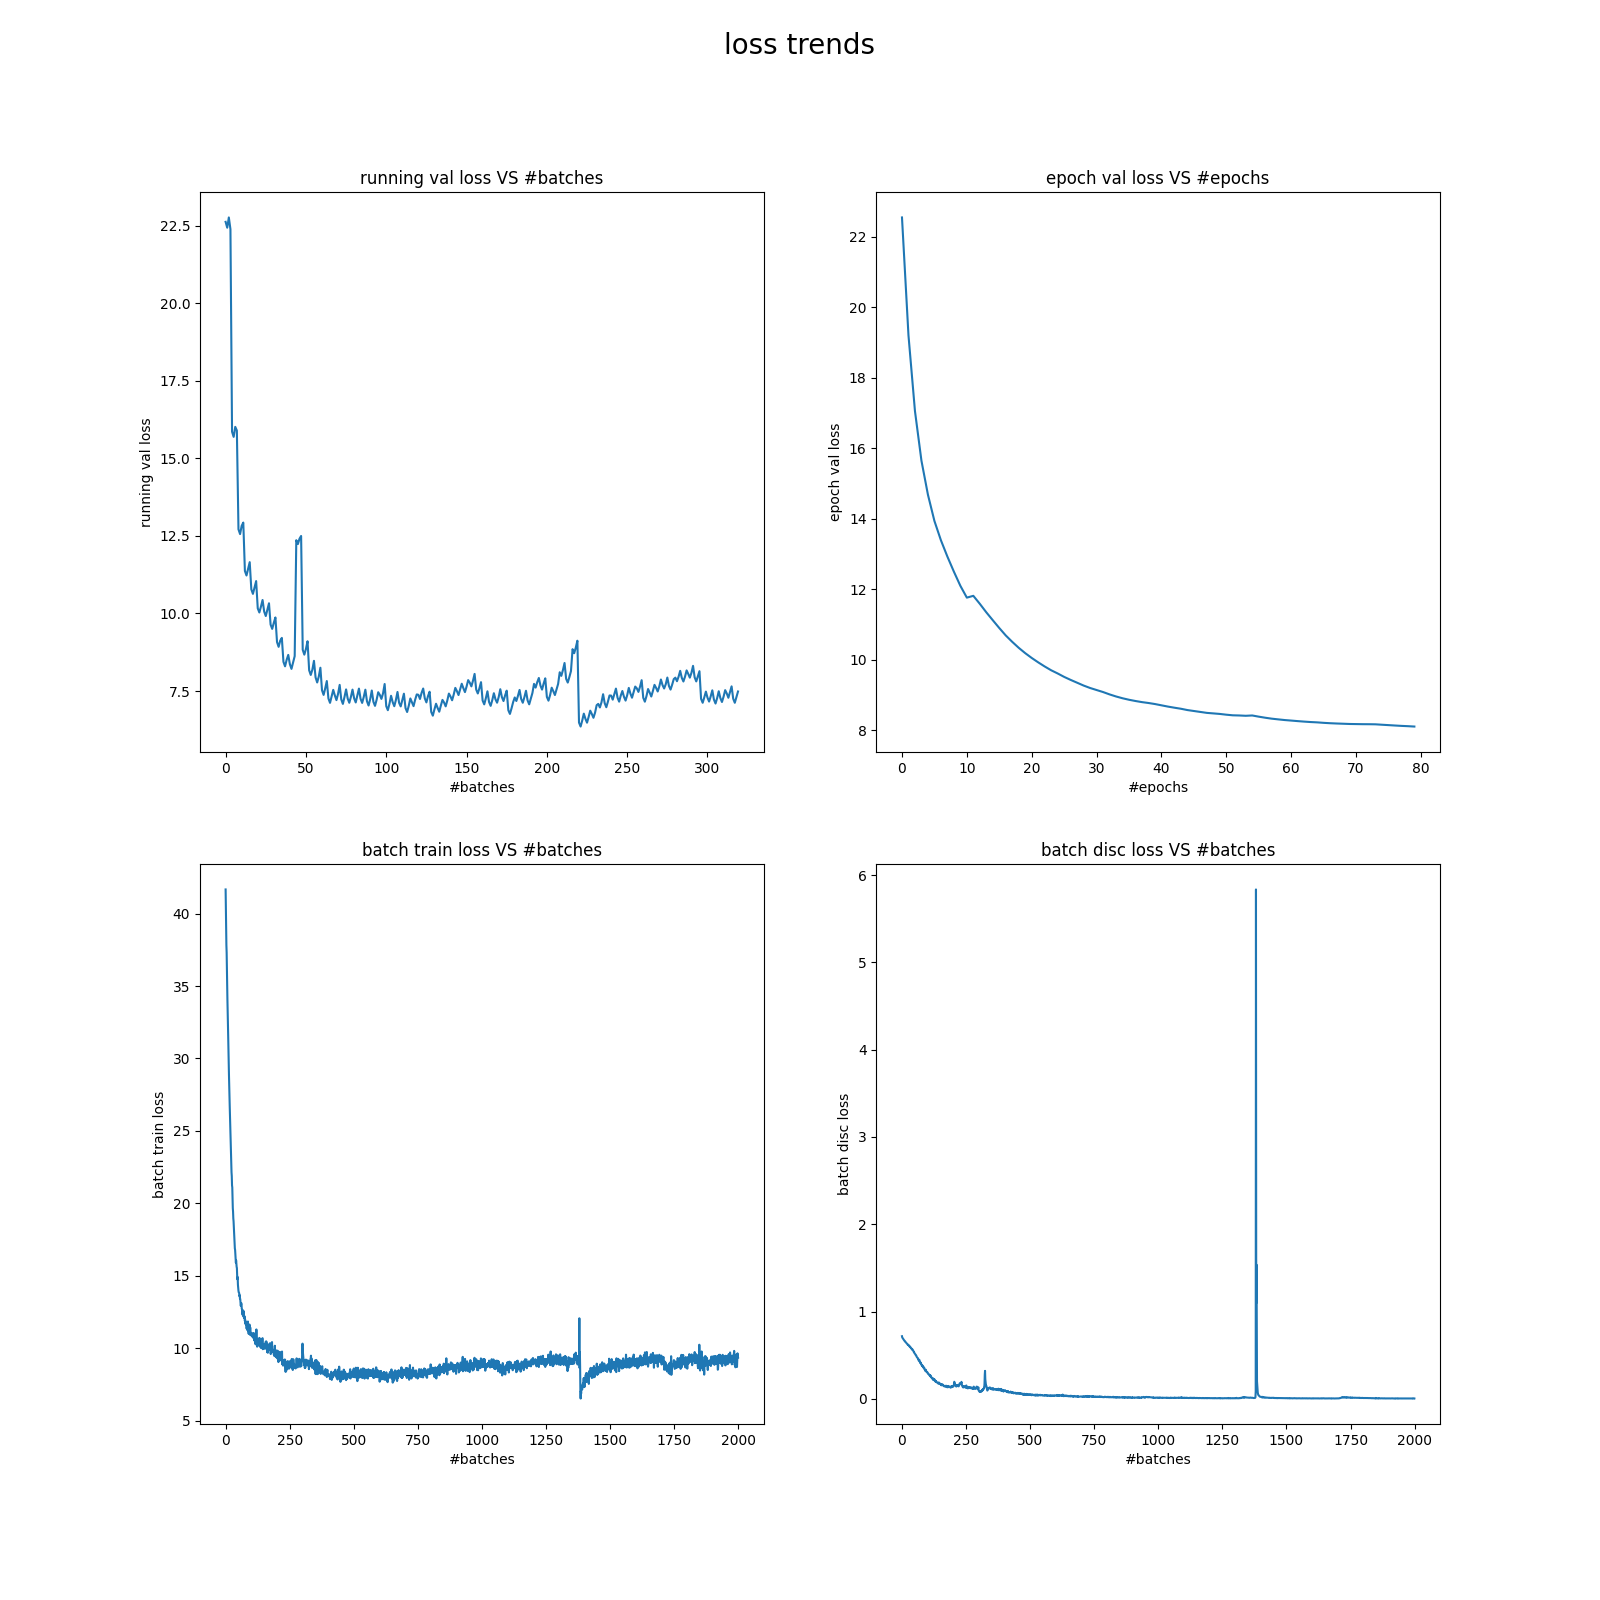 loss trends
running val loss VS #batches
22.5
20.0
17.5
15.0
12.5
10.0
7.5
running val loss
0 50 100 150 200 250 300
#batches
epoch val loss VS #epochs
22
20
18
16
14
12
10
8
epoch val loss
0 10 20 30 40 50 60 70 80
#epochs
batch train loss VS #batches
40
35
30
25
20
15
10
5
batch train loss
0 250 500 750 1000 1250 1500 1750 2000
#batches
batch disc loss VS #batches
6
5
4
3
2
1
0
batch disc loss
0 250 500 750 1000 1250 1500 1750 2000
#batches